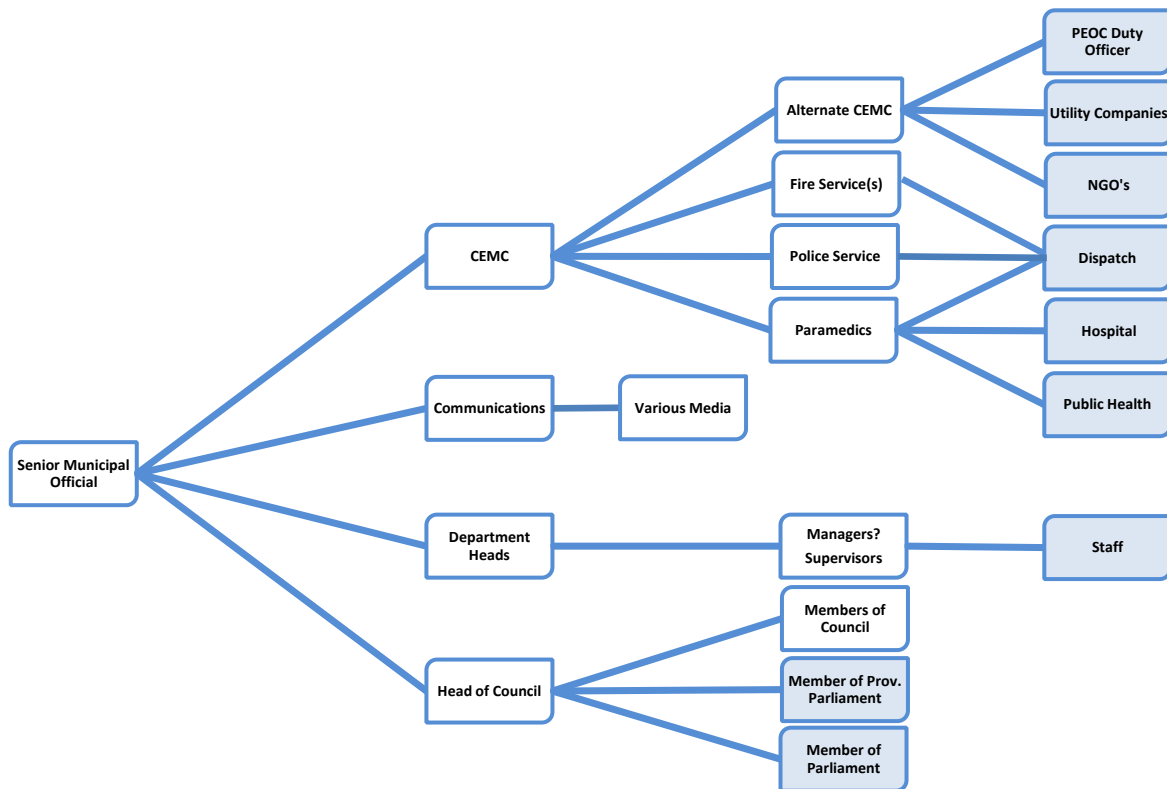 PEOC Duty
Officer
Alternate CEMC
Utility Companies
Fire Service(s)
NGO's
CEMC
Police Service
Dispatch
Paramedics
Hospital
Communications
Various Media
Public Health
Senior Municipal
Official
Department
Heads
Managers?
Supervisors
Staff
Members of
Council
Head of Council
Member of Prov.
Parliament
Member of
Parliament